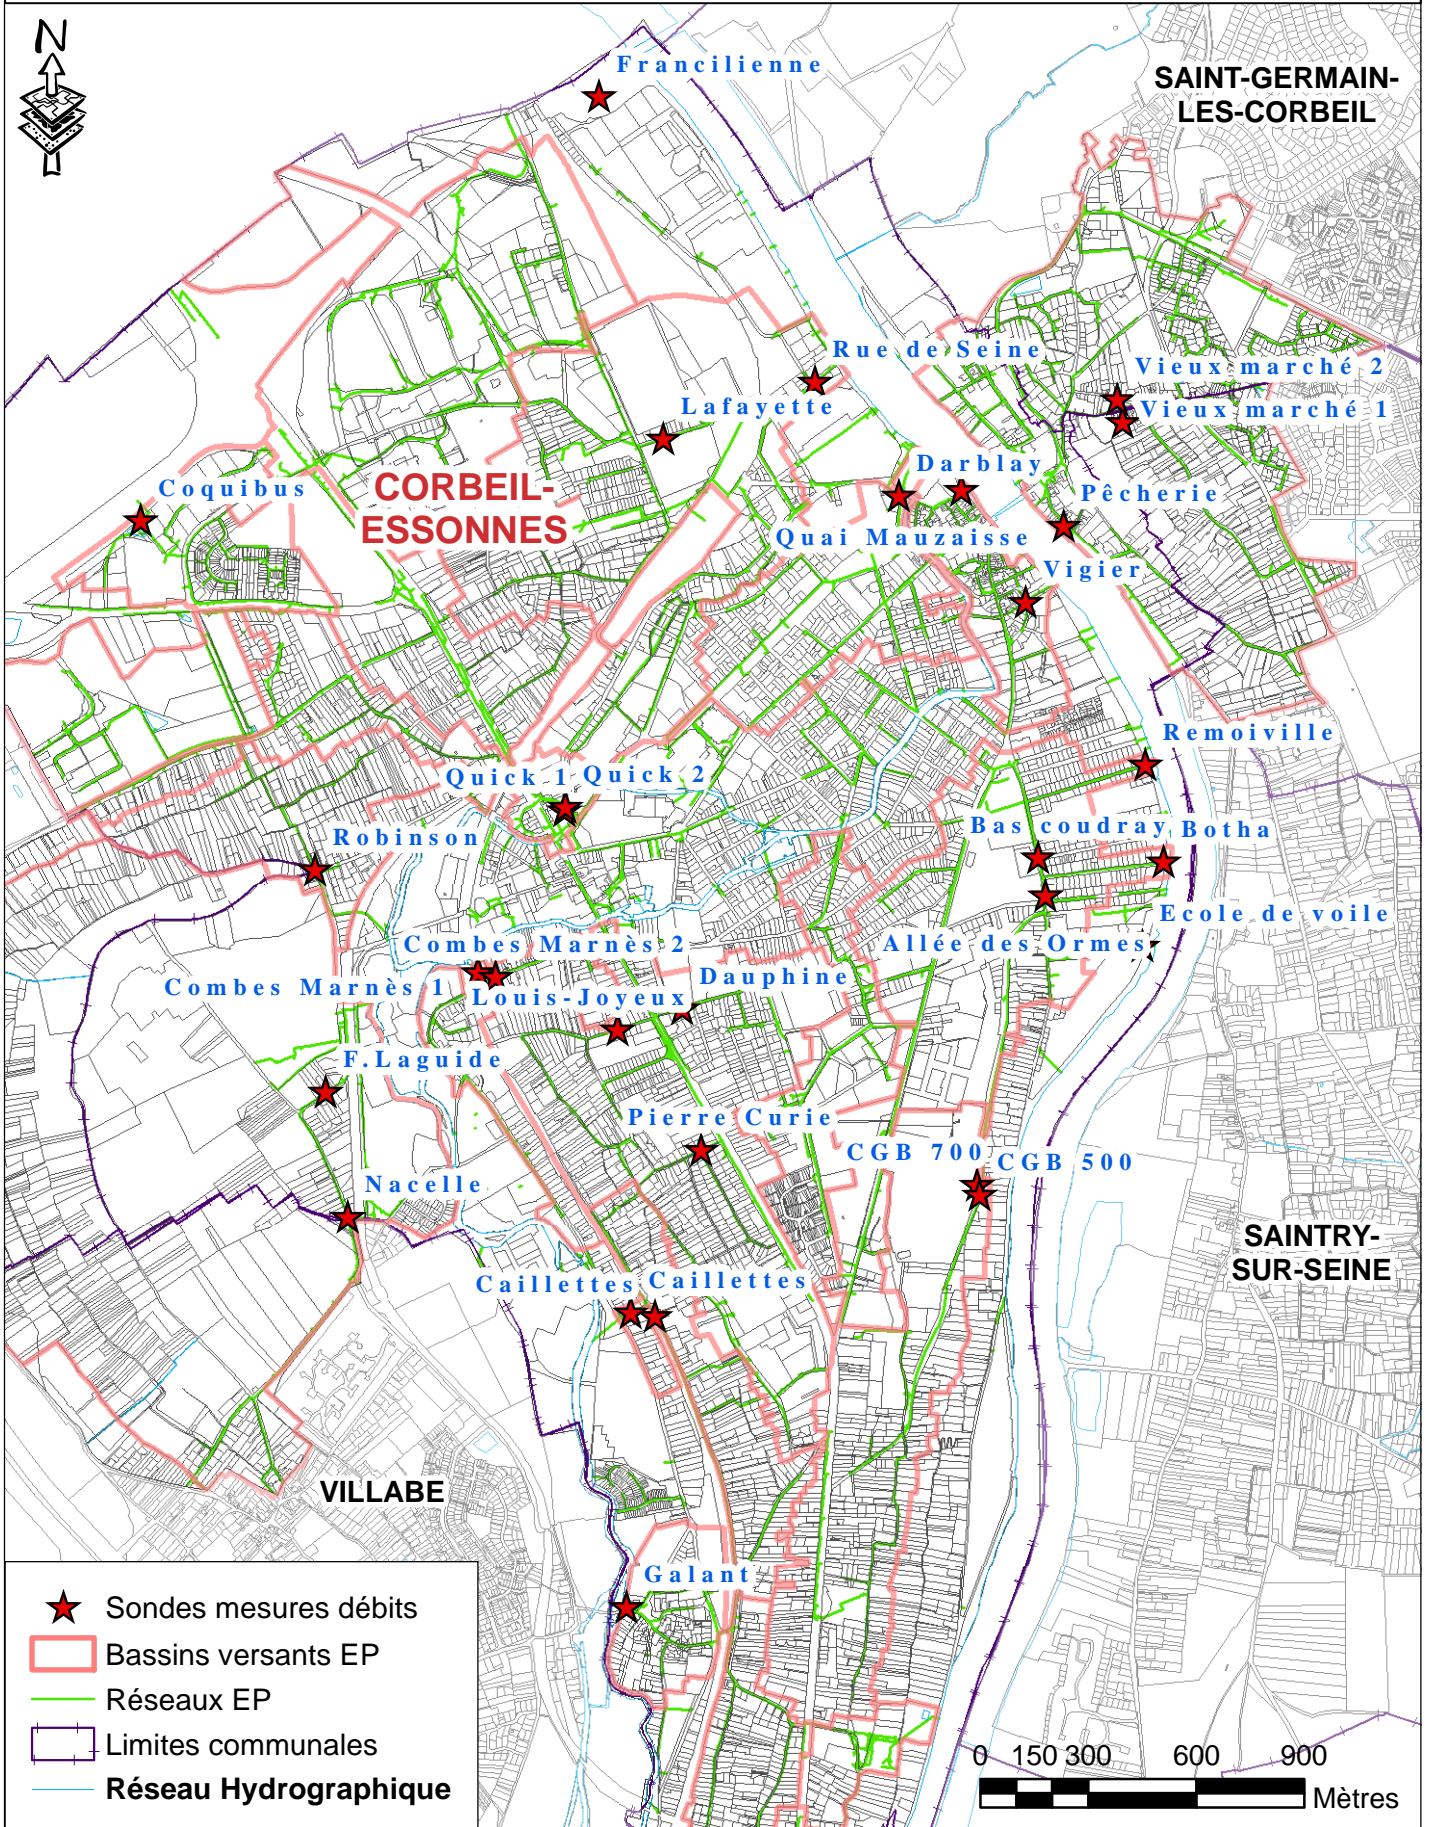 N
Francilienne
SAINT-GERMAIN-
LES-CORBEIL
Rue de Seine
Vieux marché 2
Lafayette
Vieux marché 1
Darblay
Coquibus
CORBEIL-
ESSONNES
Pêcherie
Quai Mauzaisse
Vigier
Remoiville
Quick 1
Quick 2
Robinson
Bas coudray
Botha
Ecole de voile
Combes Marnès 2
Allée des Ormes
Dauphine
Combes Marnès 1
Louis-Joyeux
F.Laguide
Pierre Curie
CGB 700
CGB 500
Nacelle
SAINTRY-
SUR-SEINE
Caillettes
Caillettes
VILLABE
Galant
Sondes mesures débits
Bassins versants EP
Réseaux EP
Limites communales
Réseau Hydrographique
0 150 300 600 900
Mètres